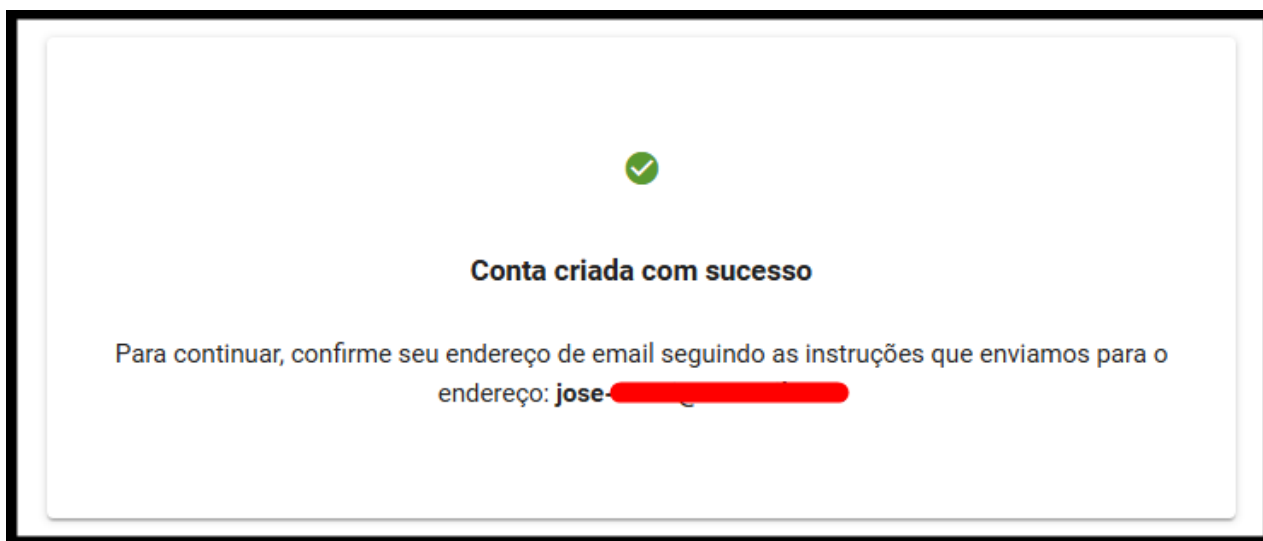 Conta criada com sucesso
Para continuar, confirme seu endereço de email seguindo as instruções que enviamos para o
endereço: jose-